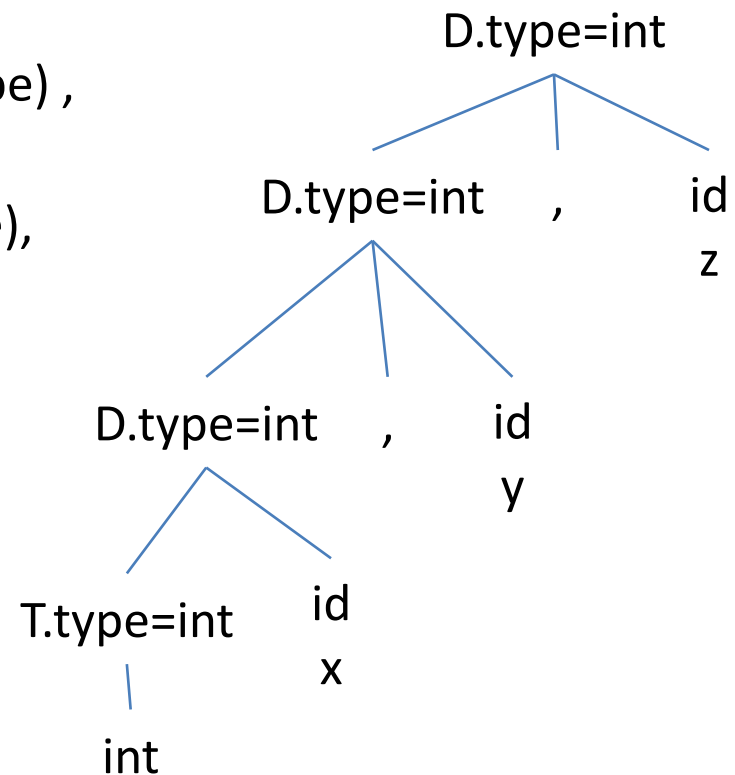 D.type=int
pe) ,
D.type=int , id
z
),
D.type=int , id
y
T.type=int id
x
int